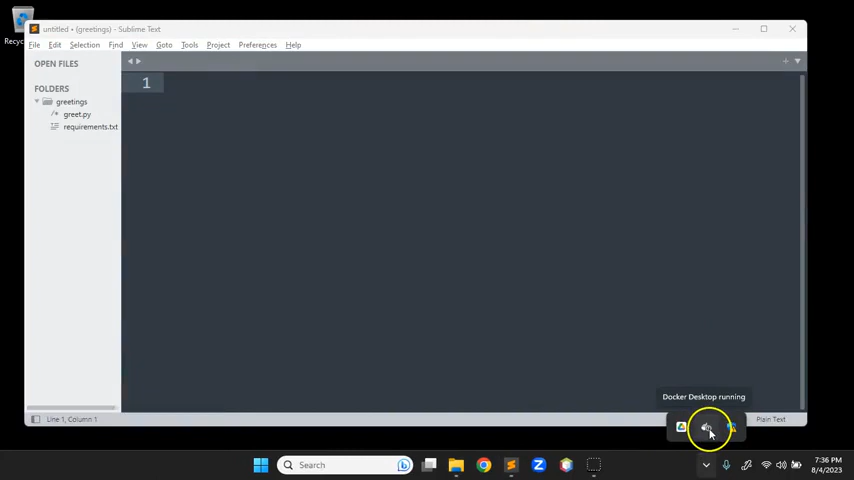 Recyc
untitled • (greetings) - Sublime Text
File Edit Selection Find View Goto Tools Project Preferences Help
OPEN FILES
FOLDERS
greetings
/* greet.py
requirements.txt
1
Docker Desktop running
Line 1, Column 1
Plain Text
Search
7:36 PM
8/4/2023